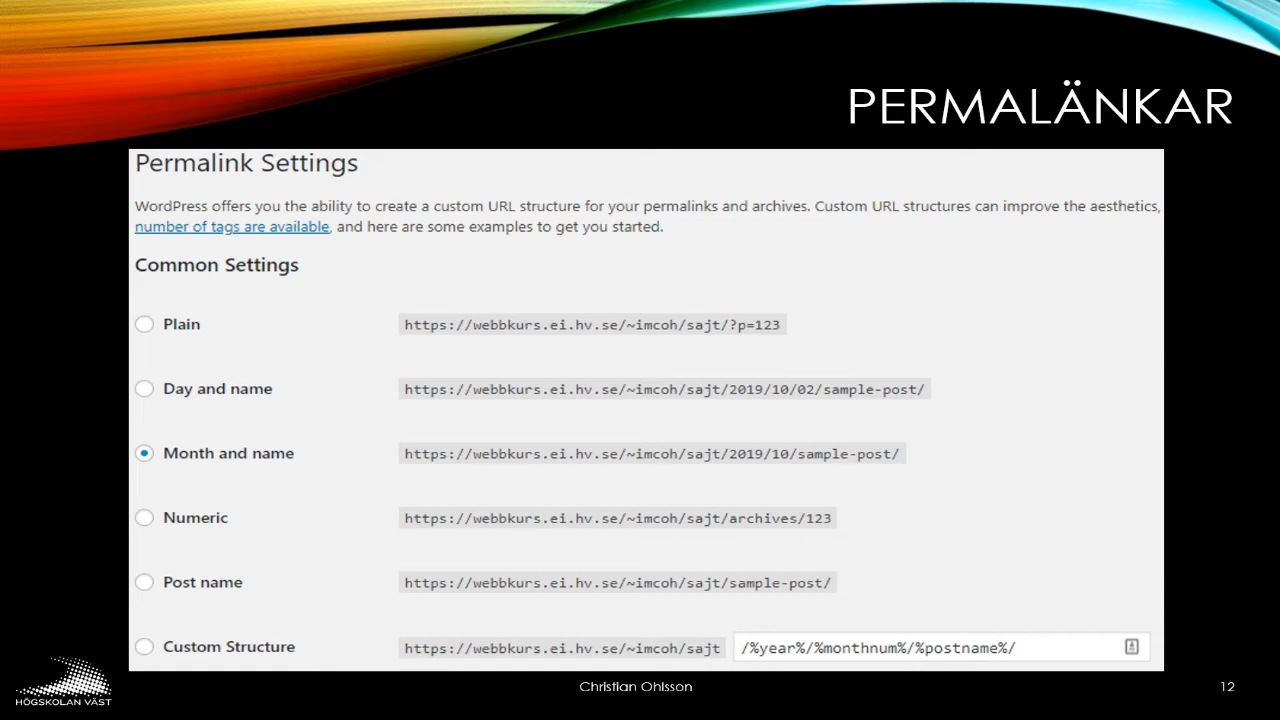 PERMALÄNKAR
Permalink Settings
WordPress offers you the ability to create a custom URL structure for your permalinks and archives. Custom URL structures can improve the aesthetics,
number of tags are available, and here are some examples to get you started.
Common Settings
Plain https://webbkurs.ei.hv.se/~imcoh/sajt/?p=123
Day and name https://webbkurs.ei.hv.se/~imcoh/sajt/2019/10/02/sample-post/
Month and name https://webbkurs.ei.hv.se/~imcoh/sajt/2019/10/sample-post/
Numeric https://webbkurs.ei.hv.se/~imcoh/sajt/archives/123
Post name https://webbkurs.ei.hv.se/~imcoh/sajt/sample-post/
Custom Structure https://webbkurs.ei.hv.se/~imcoh/sajt /%year%/%monthnum%/%postname%/
HÖGSKOLAN VÄST
Christian Ohlsson
12